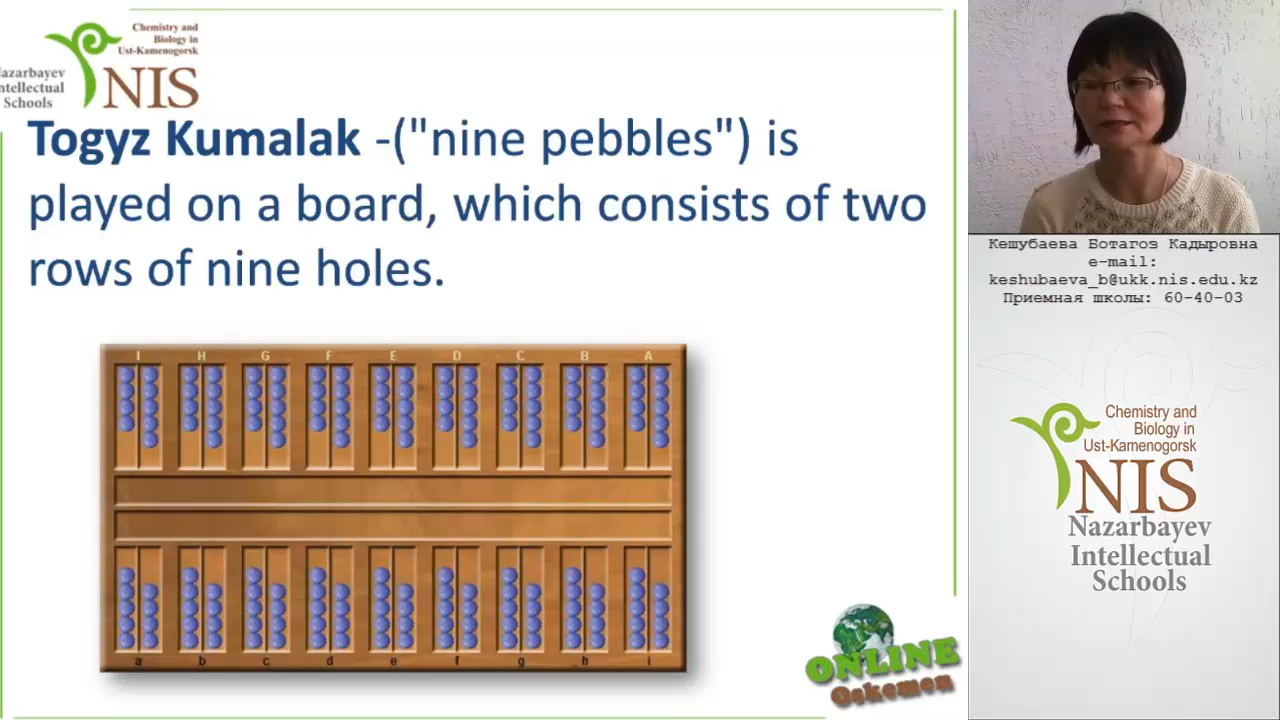 Chemistry and
Biology in
Ust-Kamenogorsk
Nazarbayev
Intellectual
Schools
NIS
Togyz Kumalak -("nine pebbles") is
played on a board, which consists of two
rows of nine holes.
I H G F E D C B A
a b c d e f g h i
ONLINE
Oskemen
Кешубаева Ботагоз Кадыровна
e-mail:
keshubaeva_b@ukk.nis.edu.kz
Приемная школы: 60-40-03
Chemistry and
Biology in
Ust-Kamenogorsk
NIS
Nazarbayev
Intellectual
Schools